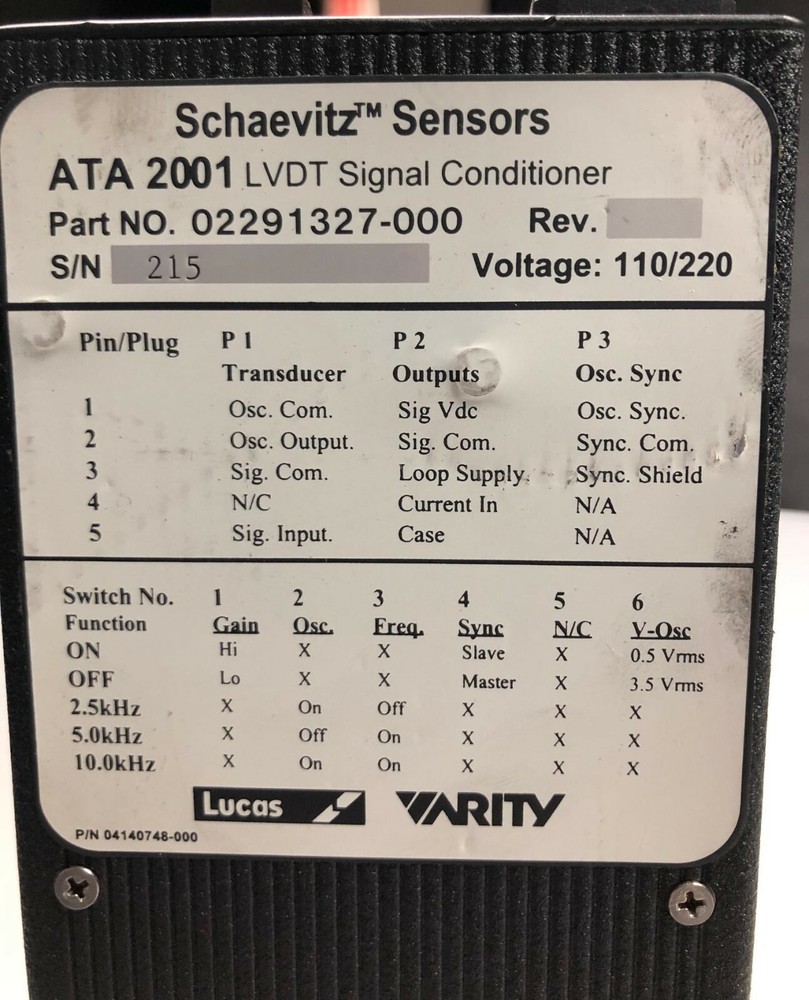 Schaevitz™ Sensors
ATA 2001 LVDT Signal Conditioner
Part NO. 02291327-000 Rev.
S/N 215 Voltage: 110/220
Pin/Plug P 1 P 2 P 3
Transducer Outputs Osc. Sync
1 Osc. Com. Sig Vdc Osc. Sync.
2 Osc. Output. Sig. Com. Sync. Com.
3 Sig. Com. Loop Supply. Sync. Shield
4 N/C Current In N/A
5 Sig. Input. Case N/A
Switch No. 1 2 3 4 5 6
Function Gain Osc. Freq. Sync N/C V-Osc
ON Hi X X Slave X 0.5 Vrms
OFF Lo X X Master X 3.5 Vrms
2.5kHz X On Off X X X
5.0kHz X Off On X X X
10.0kHz X On On X X X
Lucas VARITY
P/N 04140748-000